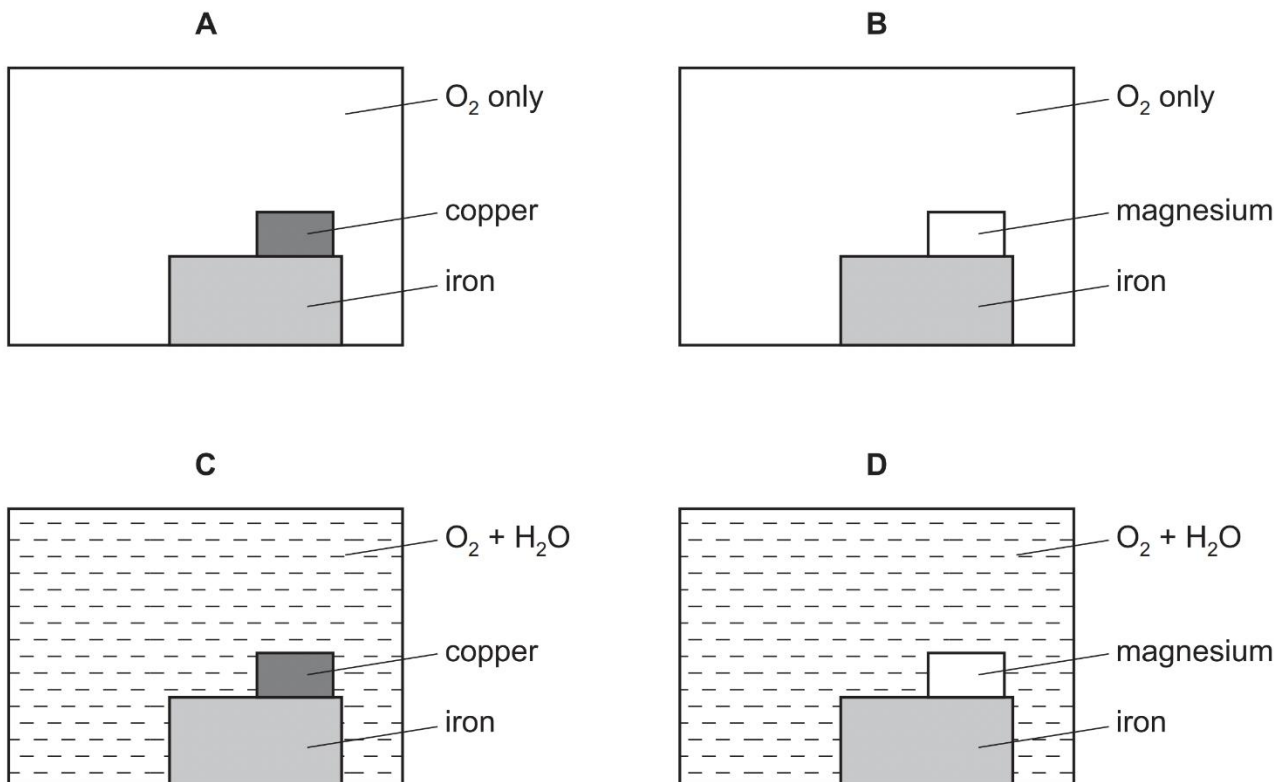 A
O₂ only
copper
iron
B
O₂ only
magnesium
iron
C
O₂ + H₂O
copper
iron
D
O₂ + H₂O
magnesium
iron